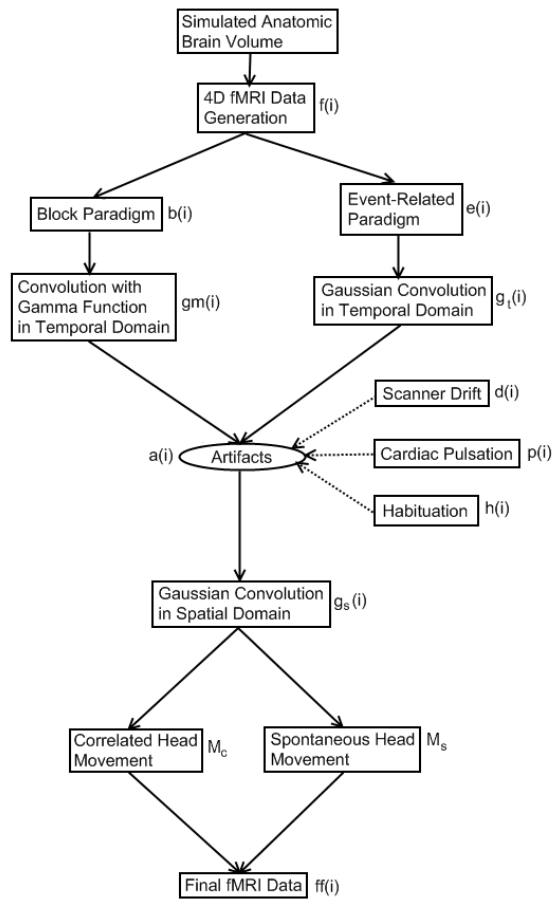 Simulated Anatomic
Brain Volume
4D fMRI Data
Generation
f(i)
Block Paradigm
b(i)
Event-Related
Paradigm
e(i)
Convolution with
Gamma Function
in Temporal Domain
gm(i)
Gaussian Convolution
in Temporal Domain
gt(i)
Scanner Drift
d(i)
a(i)
Artifacts
Cardiac Pulsation
p(i)
Habituation
h(i)
Gaussian Convolution
in Spatial Domain
gs(i)
Correlated Head
Movement
Mc
Spontaneous Head
Movement
Ms
Final fMRI Data
ff(i)